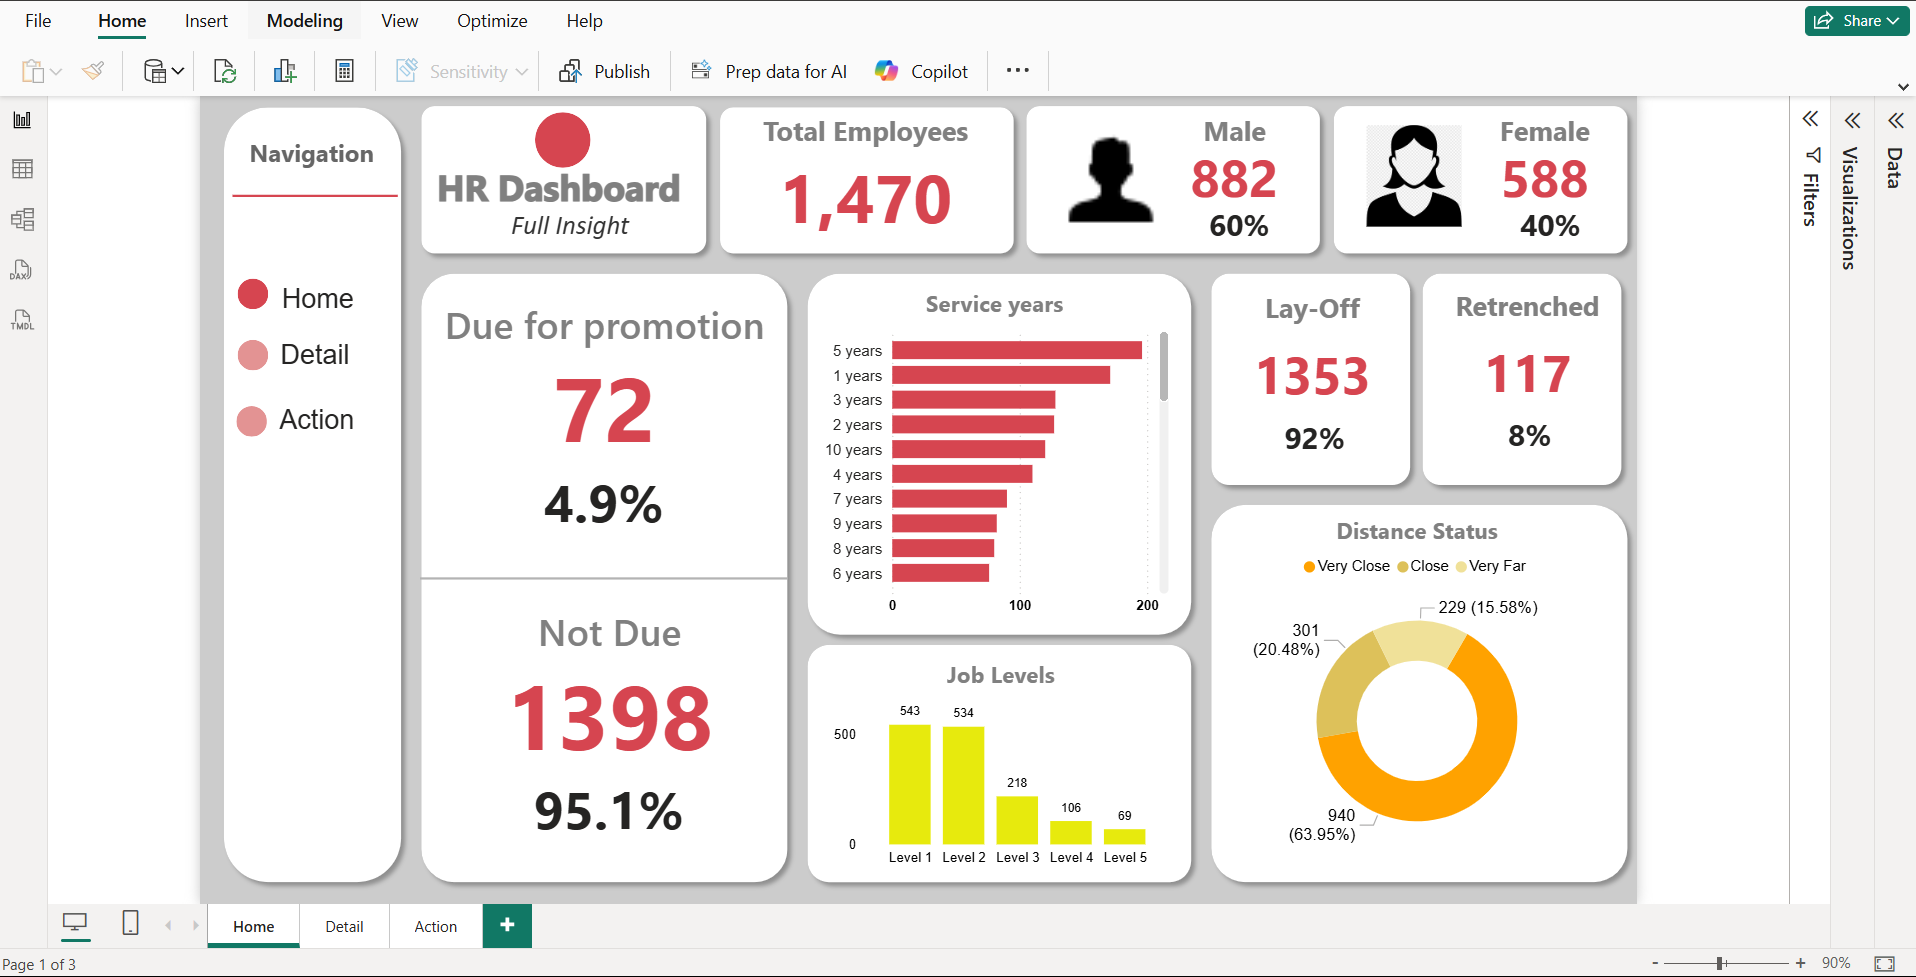 File Home Insert Modeling View Optimize Help Share
Sensitivity Publish Prep data for AI Copilot
Navigation
Home
Detail
Action
HR Dashboard
Full Insight
Total Employees
1,470
Male
882
60%
Female
588
40%
Due for promotion
72
4.9%
Not Due
1398
95.1%
Service years
5 years
1 years
3 years
2 years
10 years
4 years
7 years
9 years
8 years
6 years
0 100 200
Job Levels
543 534 218 106 69
500
0
Level 1 Level 2 Level 3 Level 4 Level 5
Lay-Off
1353
92%
Retrenched
117
8%
Distance Status
Very Close Close Very Far
229 (15.58%)
301
(20.48%)
940
(63.95%)
Filters
Visualizations
Data
DAX
TMDL
Home Detail Action +
Page 1 of 3
- + 90%